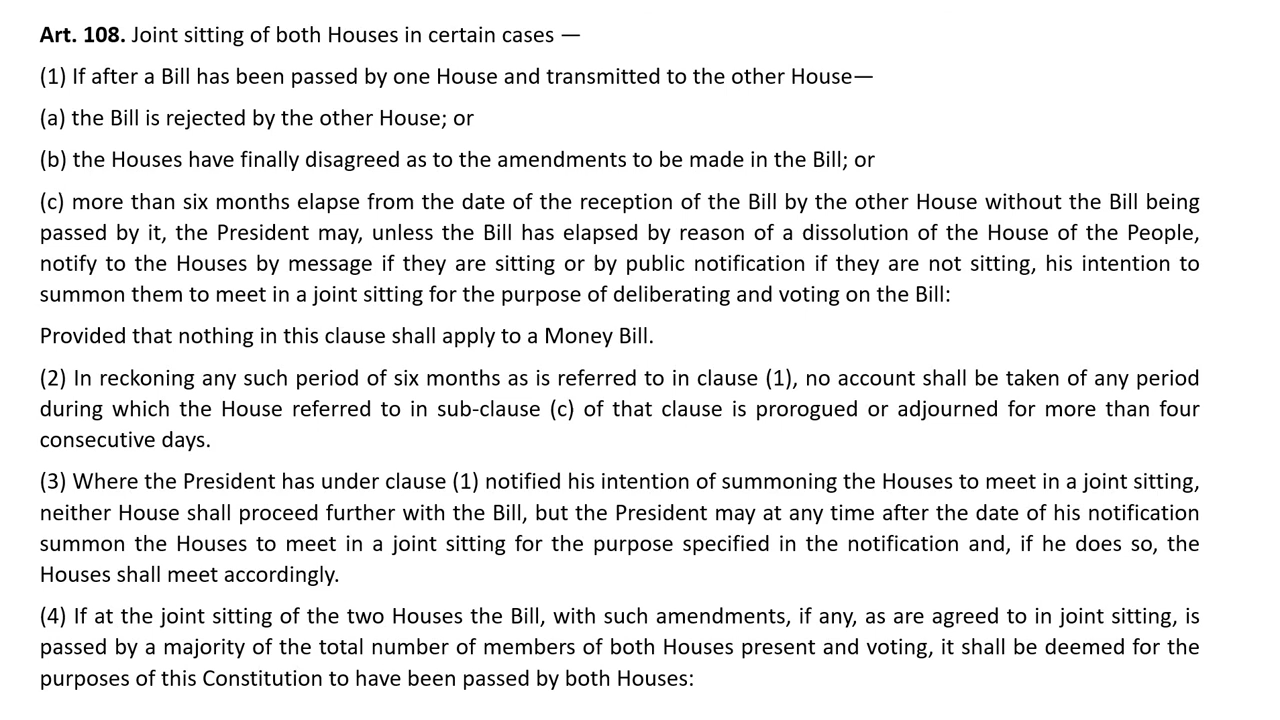 Art. 108. Joint sitting of both Houses in certain cases —
(1) If after a Bill has been passed by one House and transmitted to the other House—
(a) the Bill is rejected by the other House; or
(b) the Houses have finally disagreed as to the amendments to be made in the Bill; or
(c) more than six months elapse from the date of the reception of the Bill by the other House without the Bill being
passed by it, the President may, unless the Bill has elapsed by reason of a dissolution of the House of the People,
notify to the Houses by message if they are sitting or by public notification if they are not sitting, his intention to
summon them to meet in a joint sitting for the purpose of deliberating and voting on the Bill:
Provided that nothing in this clause shall apply to a Money Bill.
(2) In reckoning any such period of six months as is referred to in clause (1), no account shall be taken of any period
during which the House referred to in sub-clause (c) of that clause is prorogued or adjourned for more than four
consecutive days.
(3) Where the President has under clause (1) notified his intention of summoning the Houses to meet in a joint sitting,
neither House shall proceed further with the Bill, but the President may at any time after the date of his notification
summon the Houses to meet in a joint sitting for the purpose specified in the notification and, if he does so, the
Houses shall meet accordingly.
(4) If at the joint sitting of the two Houses the Bill, with such amendments, if any, as are agreed to in joint sitting, is
passed by a majority of the total number of members of both Houses present and voting, it shall be deemed for the
purposes of this Constitution to have been passed by both Houses: